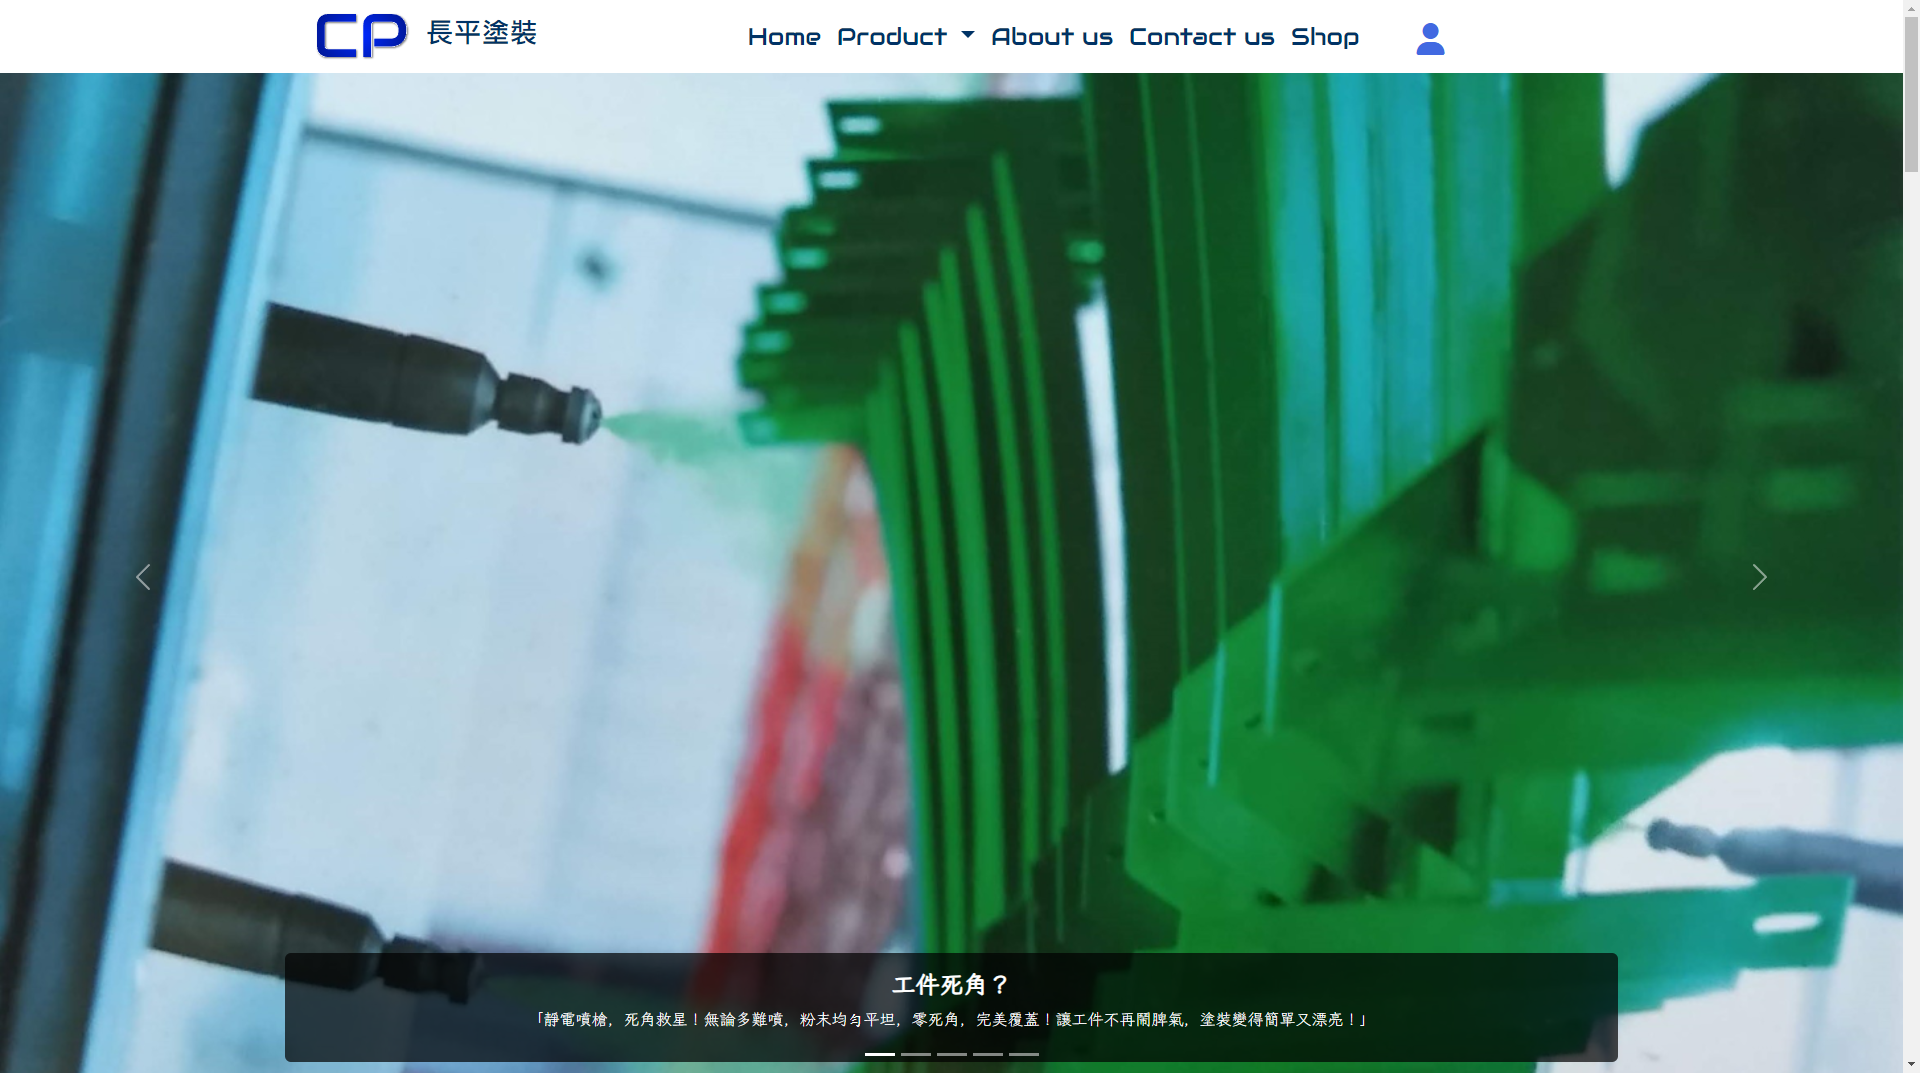 CP 長平塗裝
Home Product About us Contact us Shop
工件死角？
「靜電噴槍，死角救星！無論多難噴，粉末均勻平坦，零死角，完美覆蓋！讓工件不再鬧脾氣，塗裝變得簡單又漂亮！」